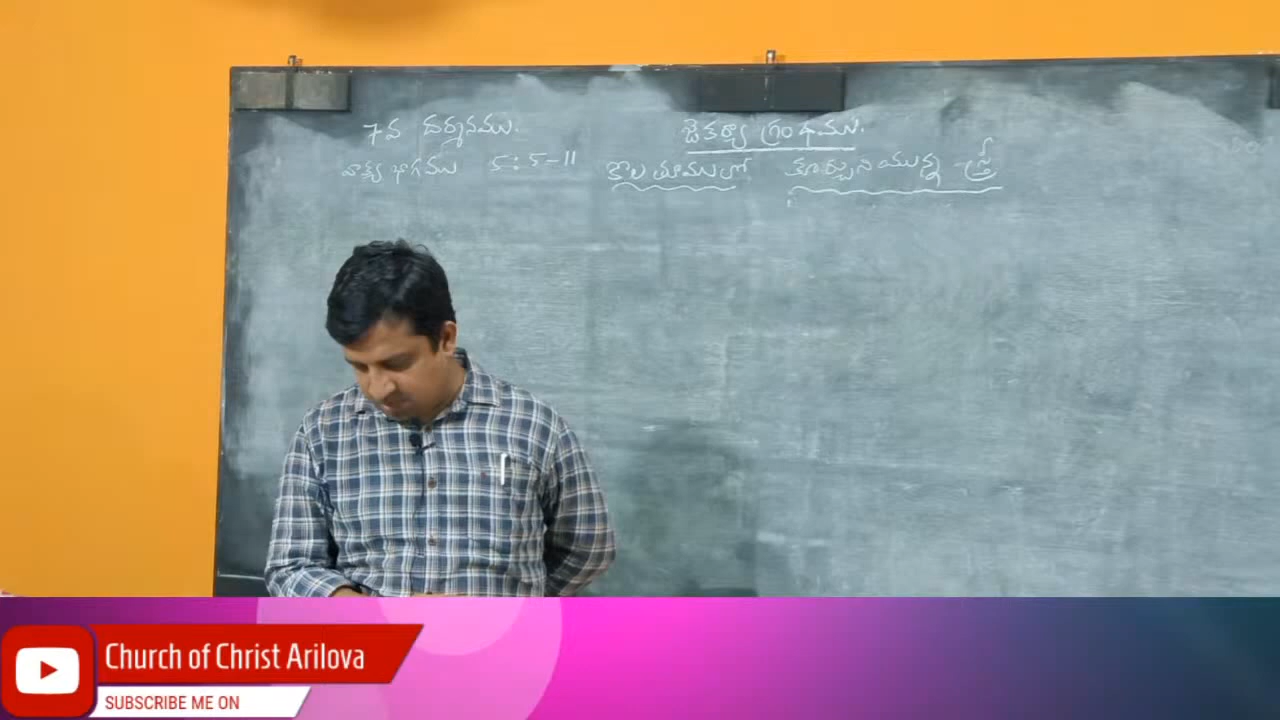 7వ దర్శనము.
జెకర్యా గ్రంథము.
వాక్య భాగము 5:5-11
కొల తూములో కూర్చునియున్న స్త్రీ
Church of Christ Arilova
SUBSCRIBE ME ON